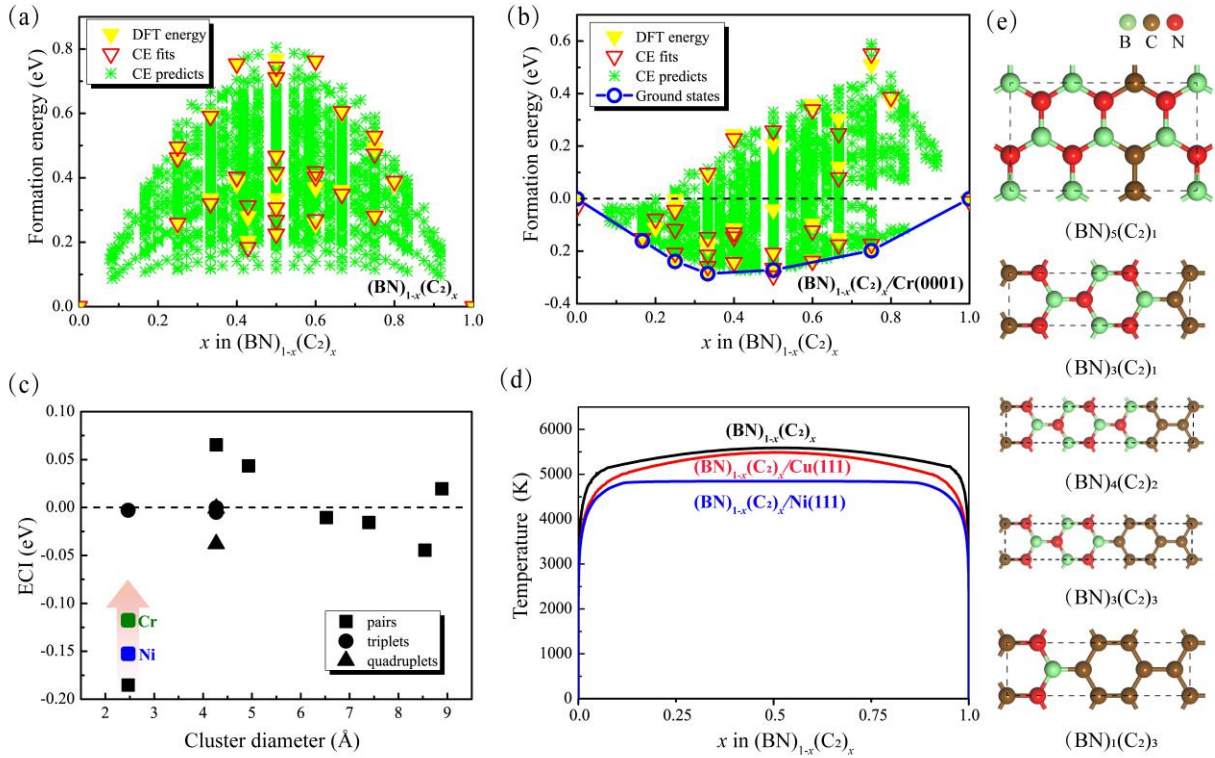 (a)
Formation energy (eV)
0.8
0.6
0.4
0.2
0.0
DFT energy
CE fits
CE predicts
(BN)₁₋ₓ(C₂)ₓ
0.0 0.2 0.4 0.6 0.8 1.0
x in (BN)₁₋ₓ(C₂)ₓ
(b)
Formation energy (eV)
0.6
0.4
0.2
0.0
-0.2
-0.4
DFT energy
CE fits
CE predicts
Ground states
(BN)₁₋ₓ(C₂)ₓ/Cr(0001)
0.0 0.2 0.4 0.6 0.8 1.0
x in (BN)₁₋ₓ(C₂)ₓ
(c)
ECI (eV)
0.10
0.05
0.00
-0.05
-0.10
-0.15
-0.20
Cr
Ni
pairs
triplets
quadruplets
2 3 4 5 6 7 8 9
Cluster diameter (Å)
(d)
Temperature (K)
6000
5000
4000
3000
2000
1000
0
(BN)₁₋ₓ(C₂)ₓ
(BN)₁₋ₓ(C₂)ₓ/Cu(111)
(BN)₁₋ₓ(C₂)ₓ/Ni(111)
0.0 0.25 0.5 0.75 1.0
x in (BN)₁₋ₓ(C₂)ₓ
(e)
B C N
(BN)₅(C₂)₁
(BN)₃(C₂)₁
(BN)₄(C₂)₂
(BN)₃(C₂)₃
(BN)₁(C₂)₃